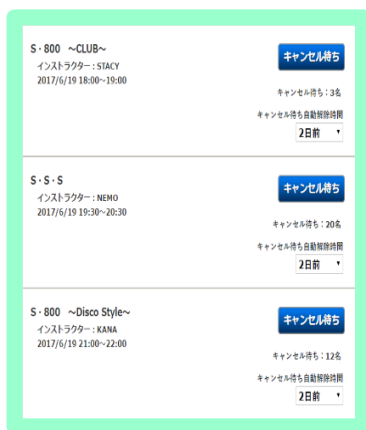 S・800 ～CLUB～
キャンセル待ち
インストラクター : STACY
2017/6/19 18:00～19:00
キャンセル待ち : 3名
キャンセル待ち自動解除時間
2日前
S・S・S
キャンセル待ち
インストラクター : NEMO
2017/6/19 19:30～20:30
キャンセル待ち : 20名
キャンセル待ち自動解除時間
2日前
S・800 ～Disco Style～
キャンセル待ち
インストラクター : KANA
2017/6/19 21:00～22:00
キャンセル待ち : 12名
キャンセル待ち自動解除時間
2日前